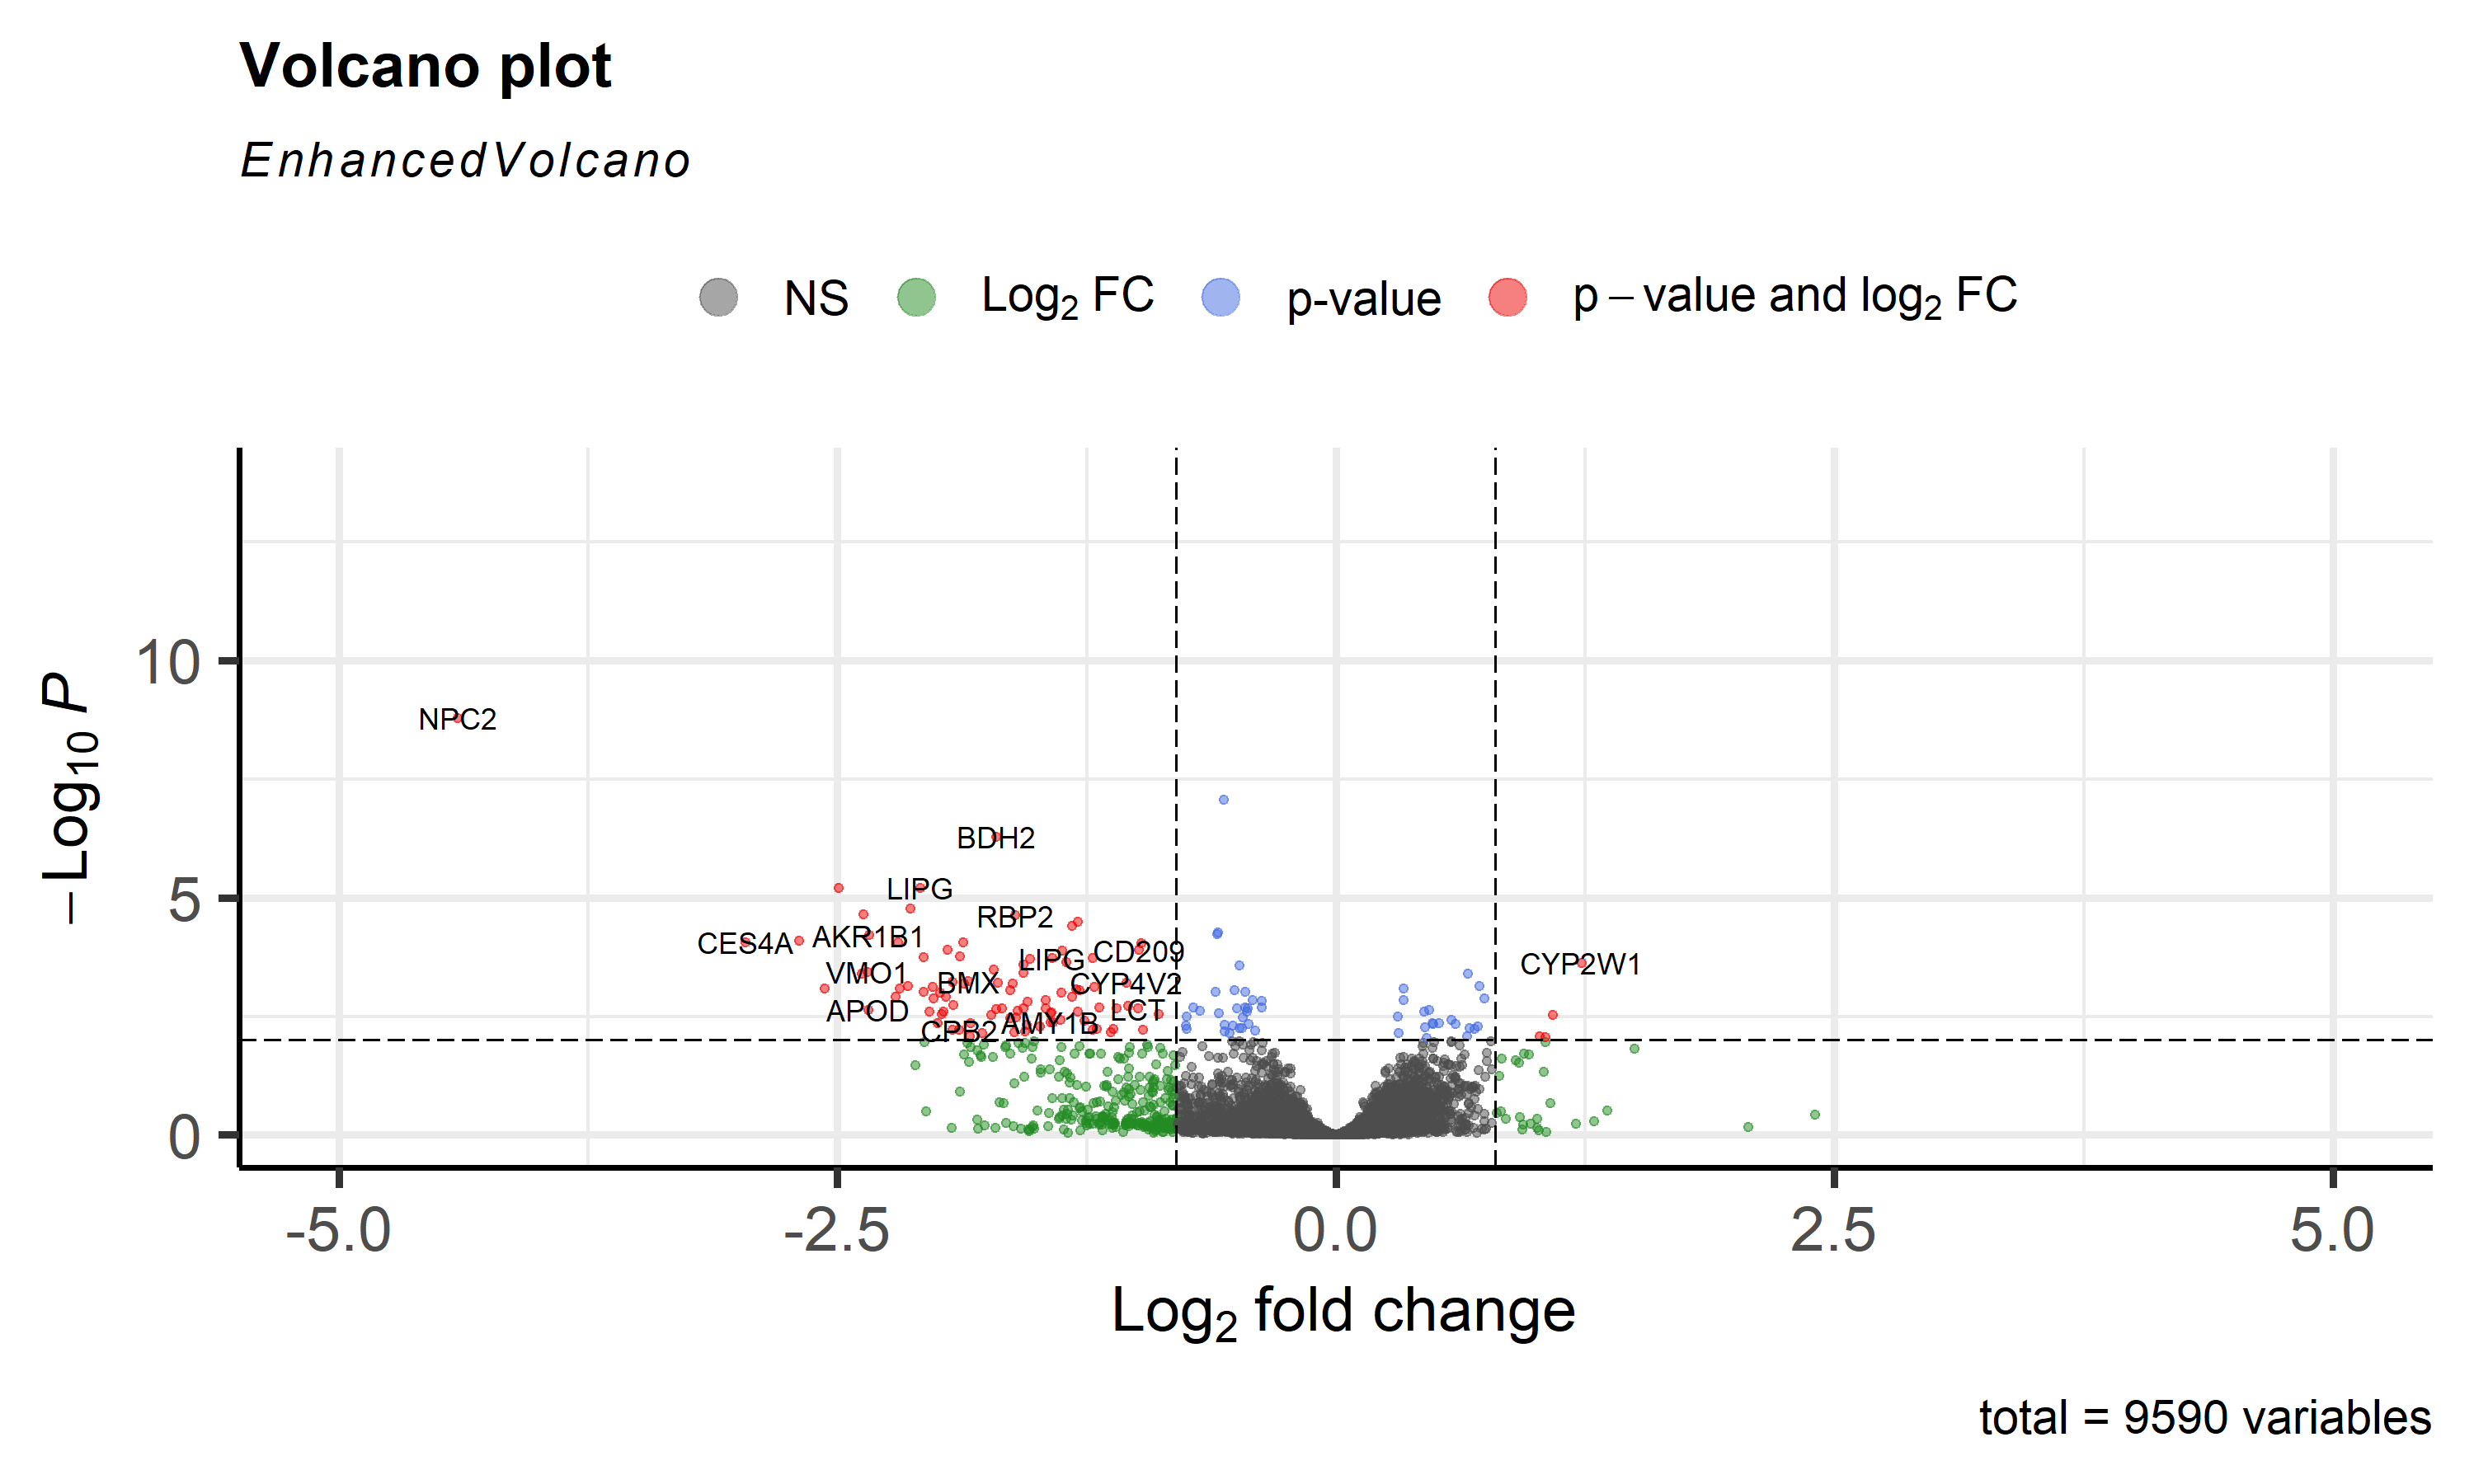 Volcano plot
EnhancedVolcano
NS Log₂ FC p-value p – value and log₂ FC
–Log₁₀ P
10
5
0
NPC2
BDH2
LIPG
RBP2
CES4A AKR1B1 LIPG CD209 CYP2W1
VMO1 BMX CYP4V2
APOD CPB2 AMY1B LCT
-5.0 -2.5 0.0 2.5 5.0
Log₂ fold change
total = 9590 variables